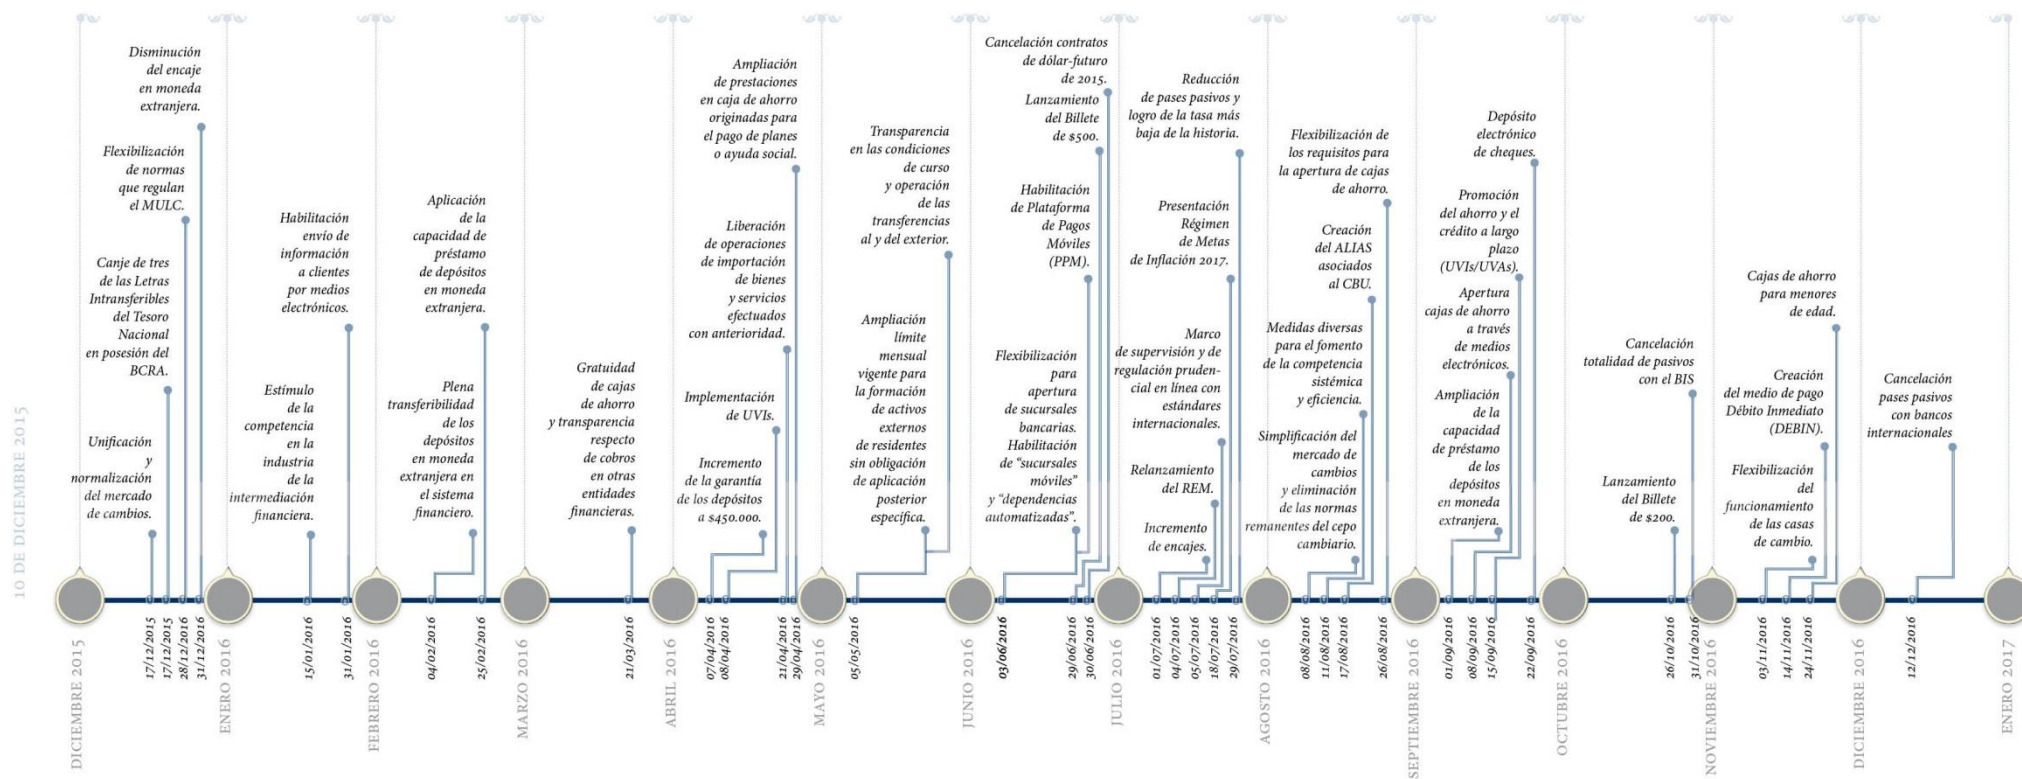 10 DE DICIEMBRE 2015
Disminución
del encaje
en moneda
extranjera.
Flexibilización
de normas
que regulan
el MULC.
Canje de tres
de las Letras
Intransferibles
del Tesoro
Nacional
en posesión del
BCRA.
Unificación
y
normalización
del mercado
de cambios.
Habilitación
envío de
información
a clientes
por medios
electrónicos.
Estímulo
de la
competencia
en la
industria
de la
intermediación
financiera.
Aplicación
de la
capacidad de
préstamo
de depósitos
en moneda
extranjera.
Plena
transferibilidad
de los
depósitos
en moneda
extranjera en
el sistema
financiero.
Gratuidad
de cajas
de ahorro
y transparencia
respecto
de cobros
en otras
entidades
financieras.
Ampliación
de prestaciones
en caja de ahorro
originadas para
el pago de planes
o ayuda social.
Liberación
de operaciones
de importación
de bienes
y servicios
efectuados
con anterioridad.
Implementación
de UVIs.
Incremento
de la garantía
de los depósitos
a $450.000.
Transparencia
en las condiciones
de curso
y operación
de las
transferencias
al y del exterior.
Ampliación
límite
mensual
vigente para
la formación
de activos
externos
de residentes
sin obligación
de aplicación
posterior
específica.
Cancelación contratos
de dólar-futuro
de 2015.
Lanzamiento
del Billete
de $500.
Habilitación
de Plataforma
de Pagos
Móviles
(PPM).
Flexibilización
para
apertura
de sucursales
bancarias.
Habilitación
de “sucursales
móviles”
y “dependencias
automatizadas”.
Reducción
de pases pasivos y
logro de la tasa más
baja de la historia.
Presentación
Régimen
de Metas
de Inflación 2017.
Marco
de supervisión y de
regulación pruden-
cial en línea con
estándares
internacionales.
Relanzamiento
del REM.
Incremento
de encajes.
Flexibilización de
los requisitos para
la apertura de cajas
de ahorro.
Creación
del ALIAS
asociados
al CBU.
Medidas diversas
para el fomento
de la competencia
sistémica
y eficiencia.
Simplificación del
mercado de
cambios
y eliminación
de las normas
remanentes del cepo
cambiario.
Depósito
electrónico
de cheques.
Promoción
del ahorro y el
crédito a largo
plazo
(UVIs/UVAs).
Apertura
cajas de ahorro
a través
de medios
electrónicos.
Ampliación
de la
capacidad
de préstamo
de los
depósitos
en moneda
extranjera.
Cancelación
totalidad de pasivos
con el BIS
Lanzamiento
del Billete
de $200.
Cajas de ahorro
para menores
de edad.
Creación
del medio de pago
Débito Inmediato
(DEBIN).
Flexibilización
del
funcionamiento
de las casas
de cambio.
Cancelación
pases pasivos
con bancos
internacionales
DICIEMBRE 2015
17/12/2015
17/12/2015
28/12/2016
31/12/2016
ENERO 2016
15/01/2016
31/01/2016
FEBRERO 2016
04/02/2016
25/02/2016
MARZO 2016
21/03/2016
ABRIL 2016
07/04/2016
08/04/2016
21/04/2016
29/04/2016
MAYO 2016
05/05/2016
JUNIO 2016
03/06/2016
29/06/2016
30/06/2016
JULIO 2016
01/07/2016
04/07/2016
05/07/2016
18/07/2016
29/07/2016
AGOSTO 2016
08/08/2016
11/08/2016
17/08/2016
26/08/2016
SEPTIEMBRE 2016
01/09/2016
08/09/2016
15/09/2016
22/09/2016
OCTUBRE 2016
26/10/2016
31/10/2016
NOVIEMBRE 2016
03/11/2016
14/11/2016
24/11/2016
DICIEMBRE 2016
12/12/2016
ENERO 2017